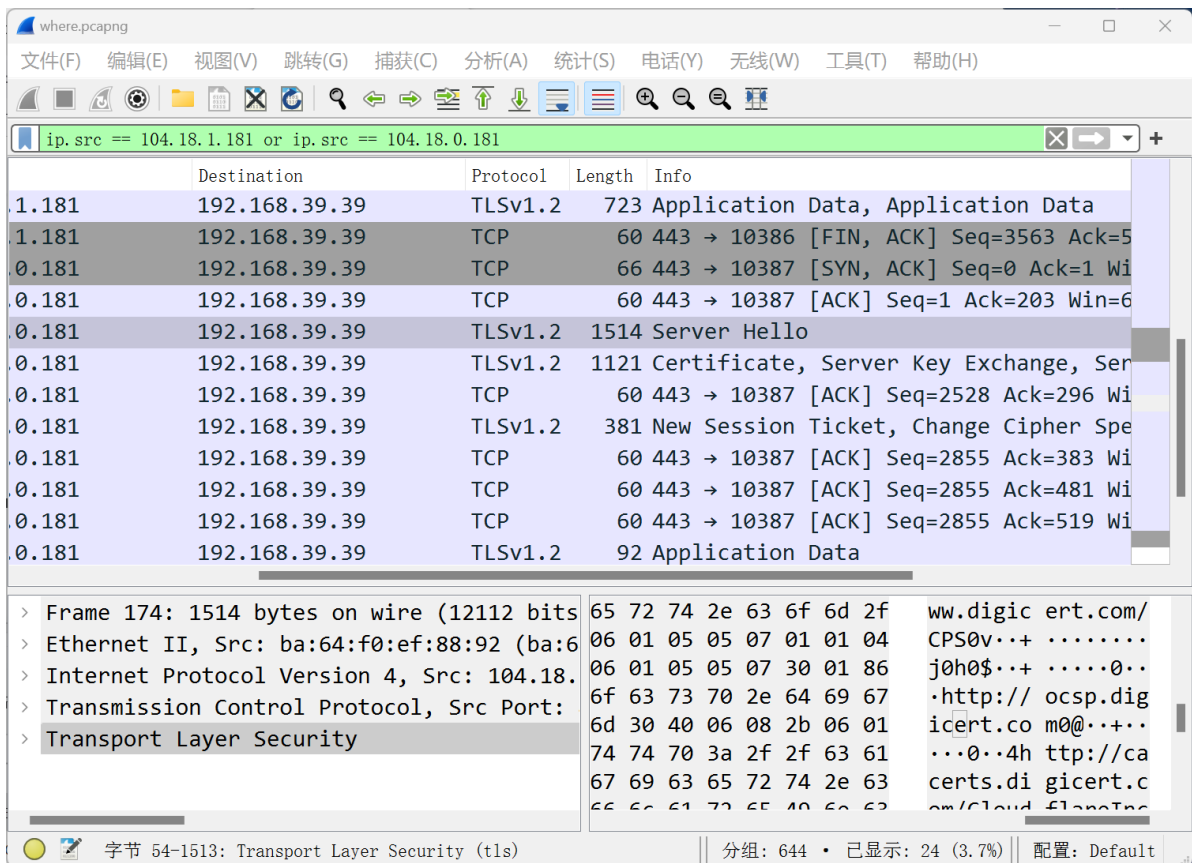 where.pcapng
文件(F) 编辑(E) 视图(V) 跳转(G) 捕获(C) 分析(A) 统计(S) 电话(Y) 无线(W) 工具(T) 帮助(H)
ip.src == 104.18.1.181 or ip.src == 104.18.0.181
Destination Protocol Length Info
.1.181 192.168.39.39 TLSv1.2 723 Application Data, Application Data
.1.181 192.168.39.39 TCP 60 443 → 10386 [FIN, ACK] Seq=3563 Ack=5
.0.181 192.168.39.39 TCP 66 443 → 10387 [SYN, ACK] Seq=0 Ack=1 Wi
.0.181 192.168.39.39 TCP 60 443 → 10387 [ACK] Seq=1 Ack=203 Win=6
.0.181 192.168.39.39 TLSv1.2 1514 Server Hello
.0.181 192.168.39.39 TLSv1.2 1121 Certificate, Server Key Exchange, Ser
.0.181 192.168.39.39 TCP 60 443 → 10387 [ACK] Seq=2528 Ack=296 Wi
.0.181 192.168.39.39 TLSv1.2 381 New Session Ticket, Change Cipher Spe
.0.181 192.168.39.39 TCP 60 443 → 10387 [ACK] Seq=2855 Ack=383 Wi
.0.181 192.168.39.39 TCP 60 443 → 10387 [ACK] Seq=2855 Ack=481 Wi
.0.181 192.168.39.39 TCP 60 443 → 10387 [ACK] Seq=2855 Ack=519 Wi
.0.181 192.168.39.39 TLSv1.2 92 Application Data
Frame 174: 1514 bytes on wire (12112 bits
Ethernet II, Src: ba:64:f0:ef:88:92 (ba:6
Internet Protocol Version 4, Src: 104.18.
Transmission Control Protocol, Src Port:
Transport Layer Security
65 72 74 2e 63 6f 6d 2f ww.digic ert.com/
06 01 05 05 07 01 01 04 CPS0v··+ ········
06 01 05 05 07 30 01 86 j0h0$··+ ·····0··
6f 63 73 70 2e 64 69 67 ·http:// ocsp.dig
6d 30 40 06 08 2b 06 01 icert.co m0@··+··
74 74 70 3a 2f 2f 63 61 ···0··4h ttp://ca
67 69 63 65 72 74 2e 63 certs.di gicert.c
66 6c 61 72 65 49 6e 63 om/Cloud flareInc
字节 54-1513: Transport Layer Security (tls) 分组: 644 · 已显示: 24 (3.7%) 配置: Default